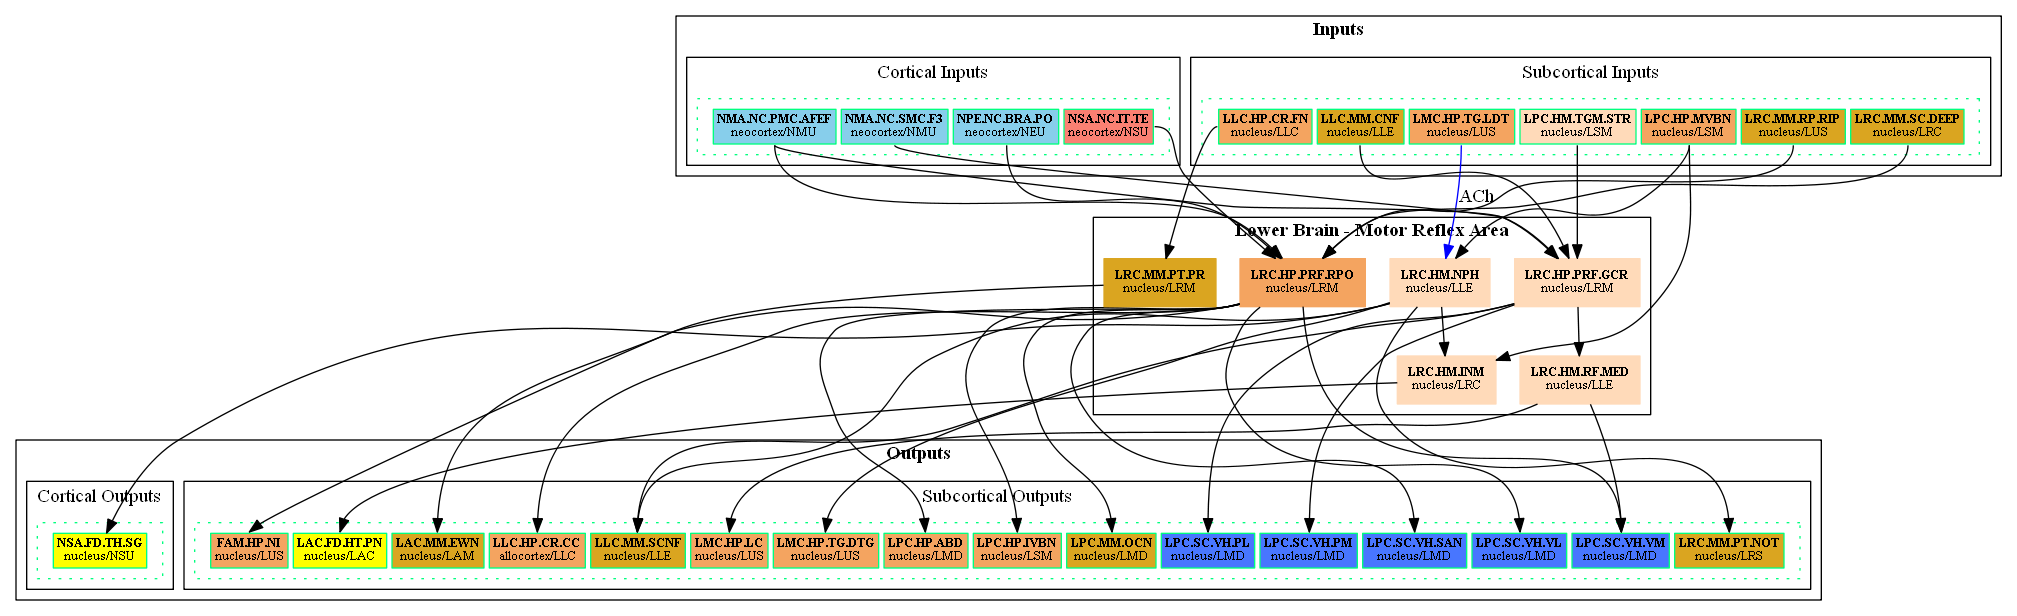 Inputs
Cortical Inputs
Subcortical Inputs
NMA.NC.PMC.AFEF
neocortex/NMU
NMA.NC.SMC.F3
neocortex/NMU
NPE.NC.BRA.PO
neocortex/NEU
NSA.NC.IT.TE
neocortex/NSU
LLC.HP.CR.FN
nucleus/LLC
LLC.MM.CNF
nucleus/LLE
LMC.HP.TG.LDT
nucleus/LUS
LPC.HM.TGM.STR
nucleus/LSM
LPC.HP.MVBN
nucleus/LSM
LRC.MM.RP.RIP
nucleus/LUS
LRC.MM.SC.DEEP
nucleus/LRC
ACh
Lower Brain - Motor Reflex Area
LRC.MM.PT.PR
nucleus/LRM
LRC.HP.PRF.RPO
nucleus/LRM
LRC.HM.NPH
nucleus/LLE
LRC.HP.PRF.GCR
nucleus/LRM
LRC.HM.INM
nucleus/LRC
LRC.HM.RF.MED
nucleus/LLE
Outputs
Cortical Outputs
Subcortical Outputs
NSA.FD.TH.SG
nucleus/NSU
FAM.HP.NI
nucleus/LUS
LAC.FD.HT.PN
nucleus/LAC
LAC.MM.EWN
nucleus/LAM
LLC.HP.CR.CC
allocortex/LLC
LLC.MM.SCNF
nucleus/LLE
LMC.HP.LC
nucleus/LUS
LMC.HP.TG.DTG
nucleus/LUS
LPC.HP.ABD
nucleus/LMD
LPC.HP.IVBN
nucleus/LSM
LPC.MM.OCN
nucleus/LMD
LPC.SC.VH.PL
nucleus/LMD
LPC.SC.VH.PM
nucleus/LMD
LPC.SC.VH.SAN
nucleus/LMD
LPC.SC.VH.VL
nucleus/LMD
LPC.SC.VH.VM
nucleus/LMD
LRC.MM.PT.NOT
nucleus/LRS